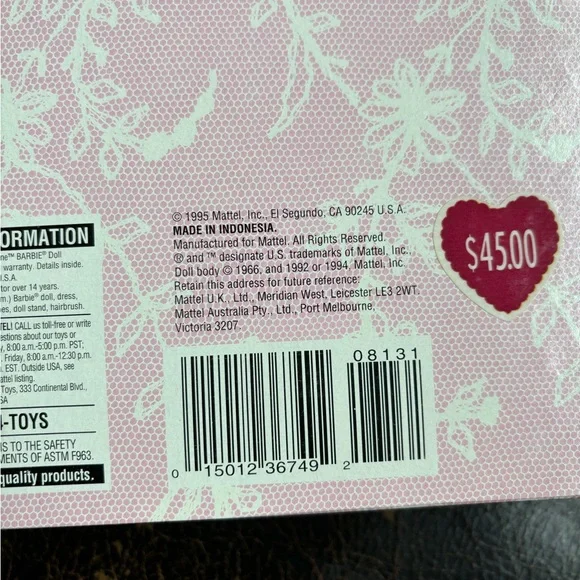 © 1995 Mattel, Inc., El Segundo, CA 90245 U.S.A.
MADE IN INDONESIA.
Manufactured for Mattel. All Rights Reserved.
® and ™ designate U.S. trademarks of Mattel, Inc.,
Doll body © 1966, and 1992 or 1994, Mattel, Inc.
Retain this address for future reference:
Mattel U.K., Ltd., Meridian West, Leicester LE3 2WT.
Mattel Australia Pty., Ltd., Port Melbourne,
Victoria 3207.
$45.00
ORMATION
ne™ BARBIE® Doll
warranty. Details inside.
.S.A.
tor over 14 years.
m.) Barbie® doll, dress,
es, doll stand, hairbrush.
TEL! CALL us toll-free or write
estions about our toys or
y, 8:00 a.m.-5:00 p.m. PST;
Friday, 8:00 a.m.-12:30 p.m.
. EST. Outside USA, see
attel listing.
Toys, 333 Continental Blvd.,
SA
-TOYS
IS TO THE SAFETY
MENTS OF ASTM F963.
quality products.
08131
0 15012 36749 2